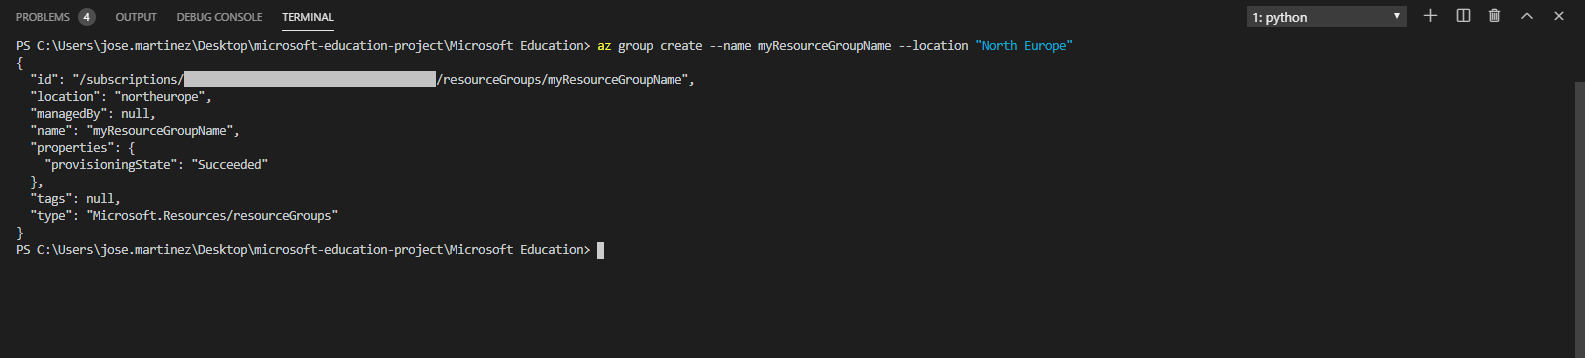 PROBLEMS 4 OUTPUT DEBUG CONSOLE TERMINAL 1: python
PS C:\Users\jose.martinez\Desktop\microsoft-education-project\Microsoft Education> az group create --name myResourceGroupName --location "North Europe"
{
  "id": "/subscriptions/ /resourceGroups/myResourceGroupName",
  "location": "northeurope",
  "managedBy": null,
  "name": "myResourceGroupName",
  "properties": {
    "provisioningState": "Succeeded"
  },
  "tags": null,
  "type": "Microsoft.Resources/resourceGroups"
}
PS C:\Users\jose.martinez\Desktop\microsoft-education-project\Microsoft Education>